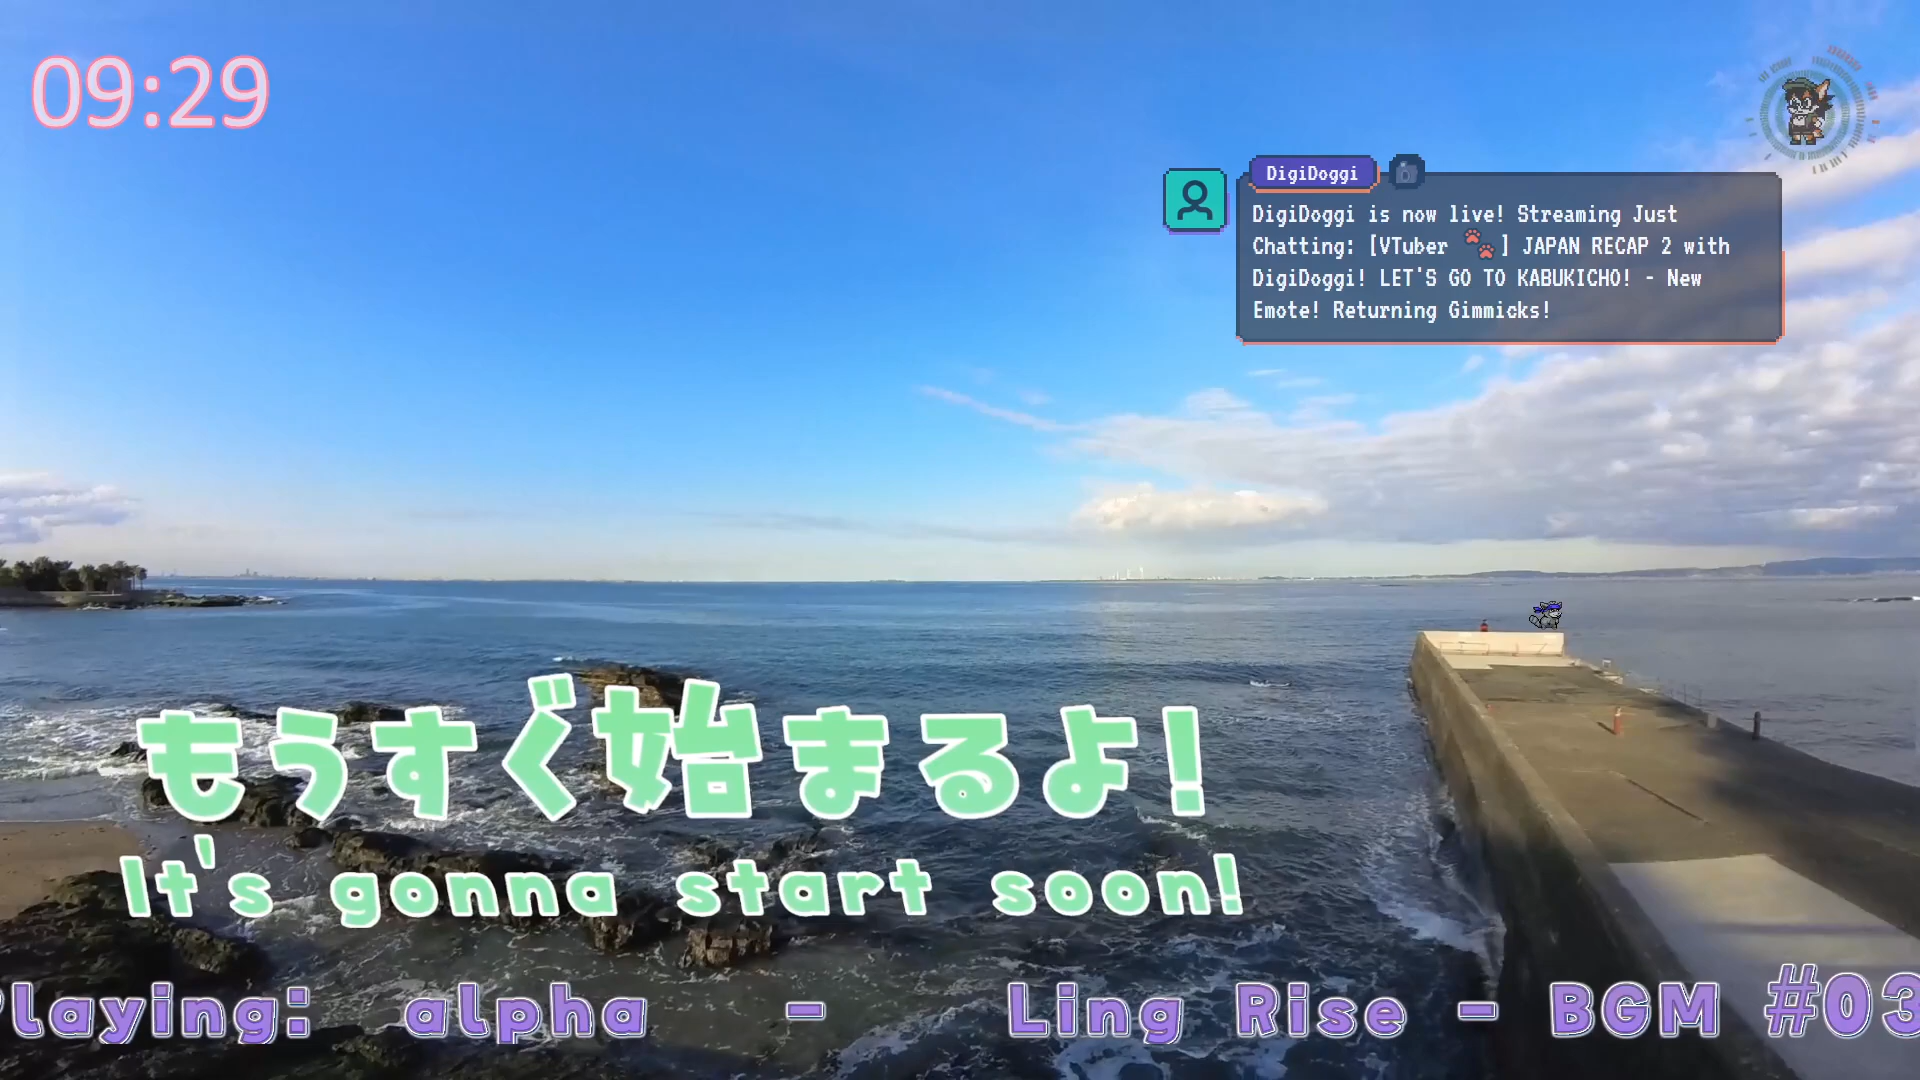 09:29
DigiDoggi
DigiDoggi is now live! Streaming Just
Chatting: [VTuber 🐾] JAPAN RECAP 2 with
DigiDoggi! LET'S GO TO KABUKICHO! - New
Emote! Returning Gimmicks!
もうすぐ始まるよ!
It's gonna start soon!
Playing: alpha - Ling Rise - BGM #03